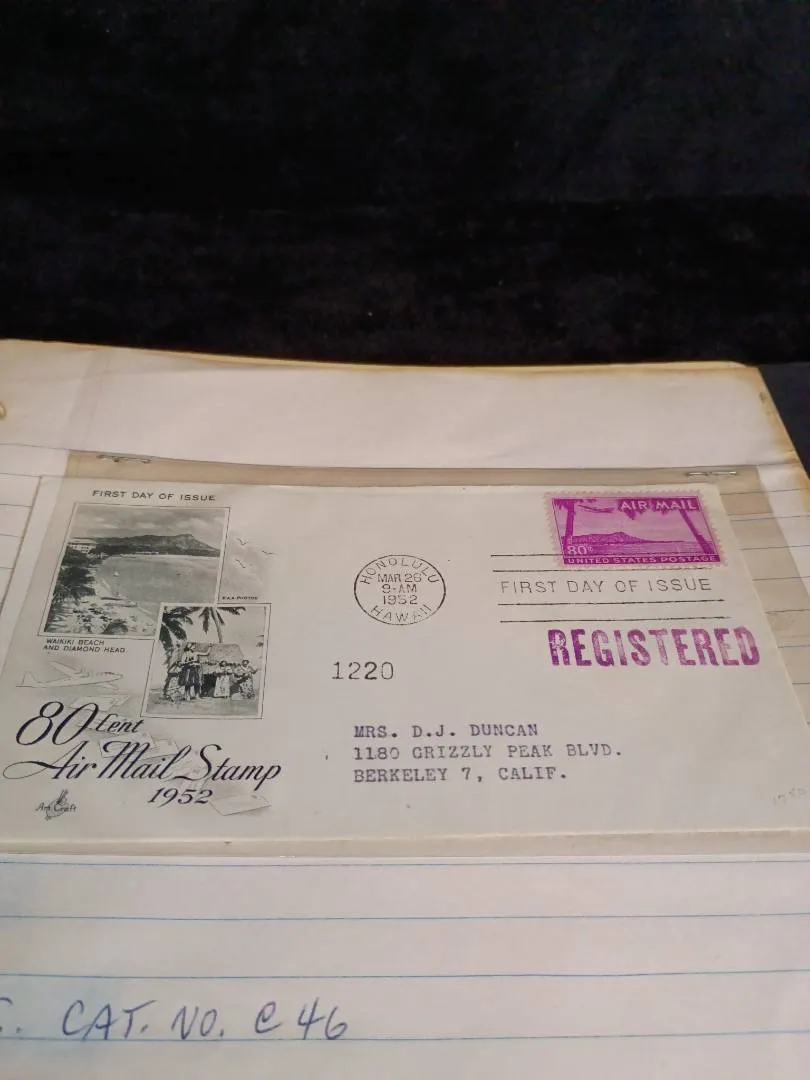 FIRST DAY OF ISSUE
P.A.A. PHOTOS
WAIKIKI BEACH
AND DIAMOND HEAD
80 Cent
Air Mail Stamp
1952
Art Craft
HONOLULU
MAR 26
9-AM
1952
HAWAII
AIR MAIL
80¢
UNITED STATES POSTAGE
FIRST DAY OF ISSUE
REGISTERED
1220
MRS. D.J. DUNCAN
1180 GRIZZLY PEAK BLVD.
BERKELEY 7, CALIF.
CAT. NO. C46